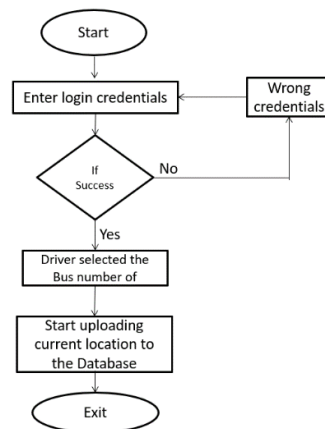 Start
Enter login credentials
Wrong
credentials
If
Success
No
Yes
Driver selected the
Bus number of
Start uploading
current location to
the Database
Exit